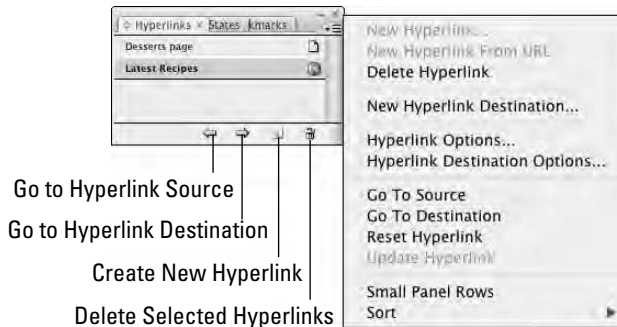 Hyperlinks × States kmarks
Desserts page
Latest Recipes
Go to Hyperlink Source
Go to Hyperlink Destination
Create New Hyperlink
Delete Selected Hyperlinks
New Hyperlink...
New Hyperlink From URL
Delete Hyperlink
New Hyperlink Destination...
Hyperlink Options...
Hyperlink Destination Options...
Go To Source
Go To Destination
Reset Hyperlink
Update Hyperlink
Small Panel Rows
Sort